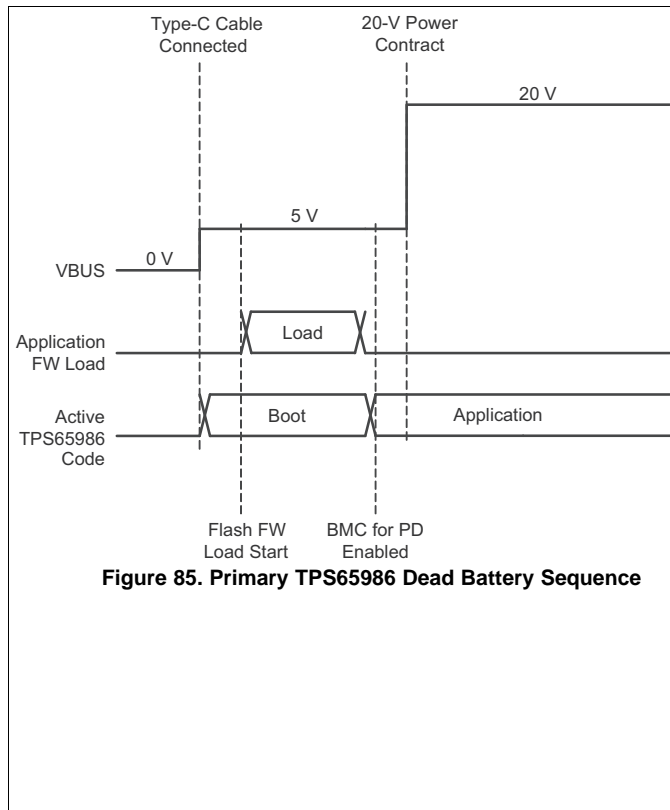 Type-C Cable
Connected
20-V Power
Contract
20 V
5 V
0 V
VBUS
Load
Application
FW Load
Boot
Application
Active
TPS65986
Code
Flash FW
Load Start
BMC for PD
Enabled
Figure 85. Primary TPS65986 Dead Battery Sequence